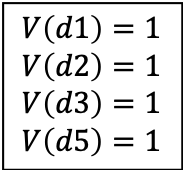 V(d1) = 1
V(d2) = 1
V(d3) = 1
V(d5) = 1